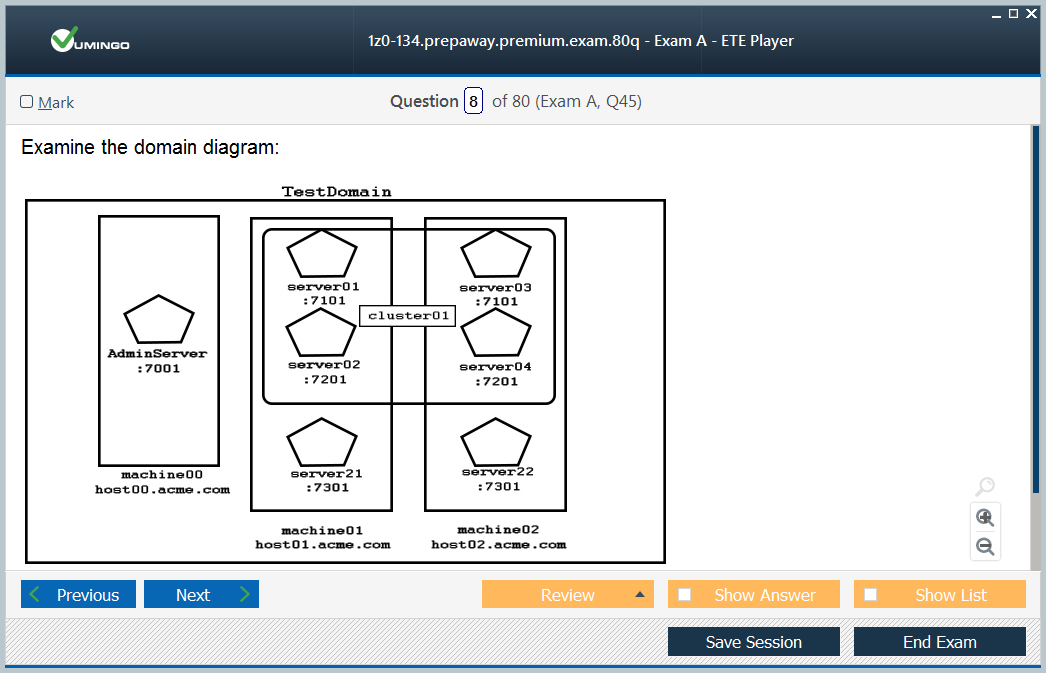 VUMINGO
1z0-134.prepaway.premium.exam.80q - Exam A - ETE Player
Mark
Question 8 of 80 (Exam A, Q45)
Examine the domain diagram:
TestDomain
AdminServer
:7001
machine00
host00.acme.com
server01
:7101
server02
:7201
cluster01
server03
:7101
server04
:7201
server21
:7301
machine01
host01.acme.com
server22
:7301
machine02
host02.acme.com
Previous
Next
Review
Show Answer
Show List
Save Session
End Exam